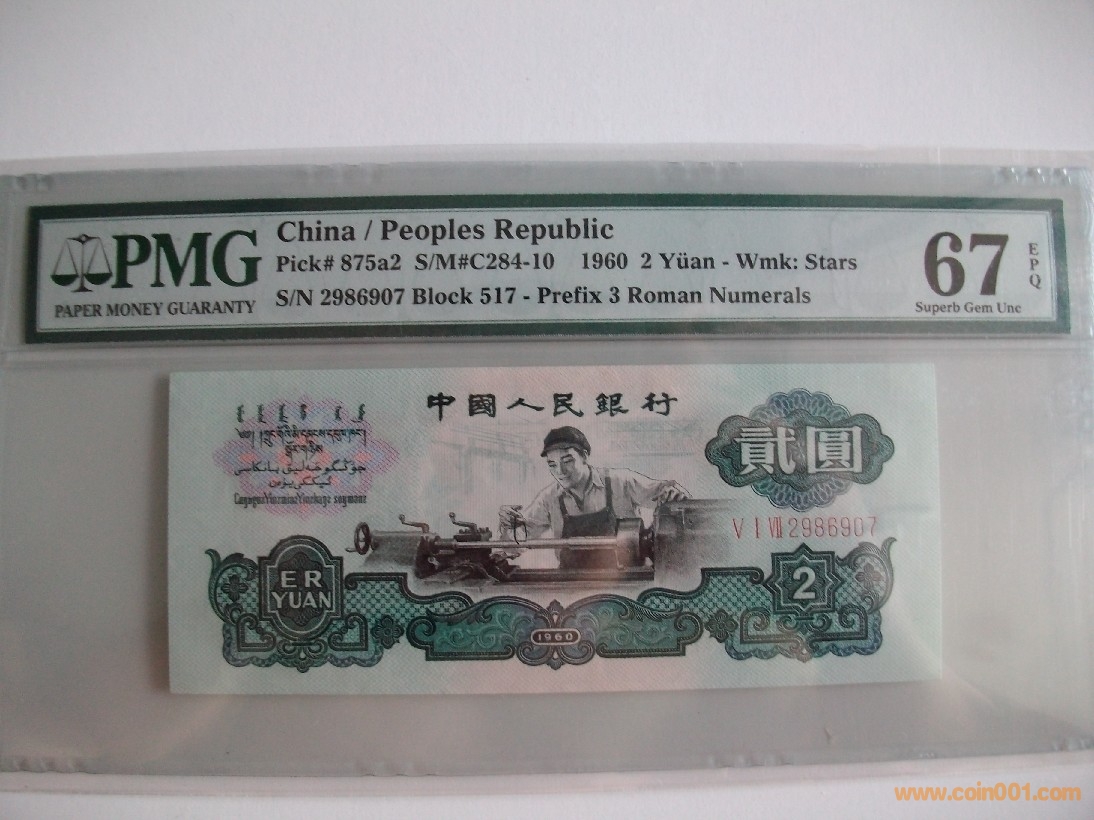 PMG
PAPER MONEY GUARANTY
China / Peoples Republic
Pick# 875a2 S/M#C284-10 1960 2 Yüan - Wmk: Stars
S/N 2986907 Block 517 - Prefix 3 Roman Numerals
67
EPQ
Superb Gem Unc
中國人民銀行
貳圓
V I VII 2986907
ER
YUAN
1960
2
www.coin001.com